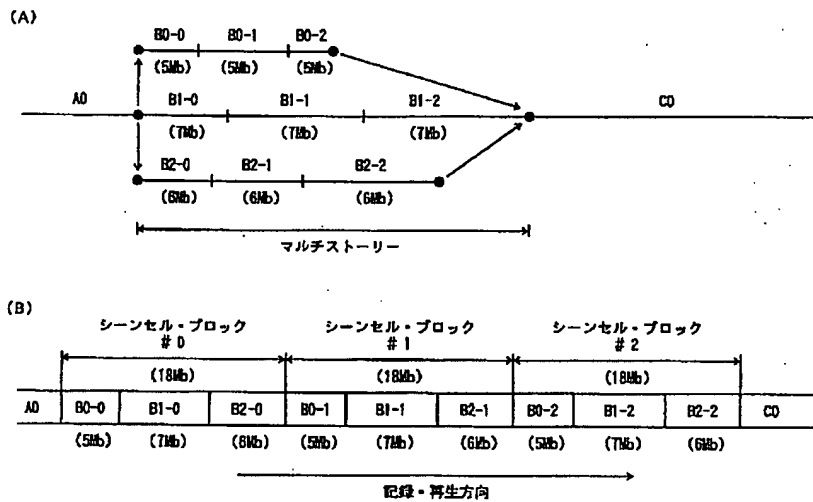 (A)
B0-0 B0-1 B0-2
(5Mb) (5Mb) (5Mb)
A0 B1-0 B1-1 B1-2 C0
(7Mb) (7Mb) (7Mb)
B2-0 B2-1 B2-2
(6Mb) (6Mb) (6Mb)
マルチストーリー
(B)
シーンセル・ブロック シーンセル・ブロック シーンセル・ブロック
#0 #1 #2
(18Mb) (18Mb) (18Mb)
A0 B0-0 B1-0 B2-0 B0-1 B1-1 B2-1 B0-2 B1-2 B2-2 C0
(5Mb) (7Mb) (6Mb) (5Mb) (7Mb) (6Mb) (5Mb) (7Mb) (6Mb)
記録・再生方向